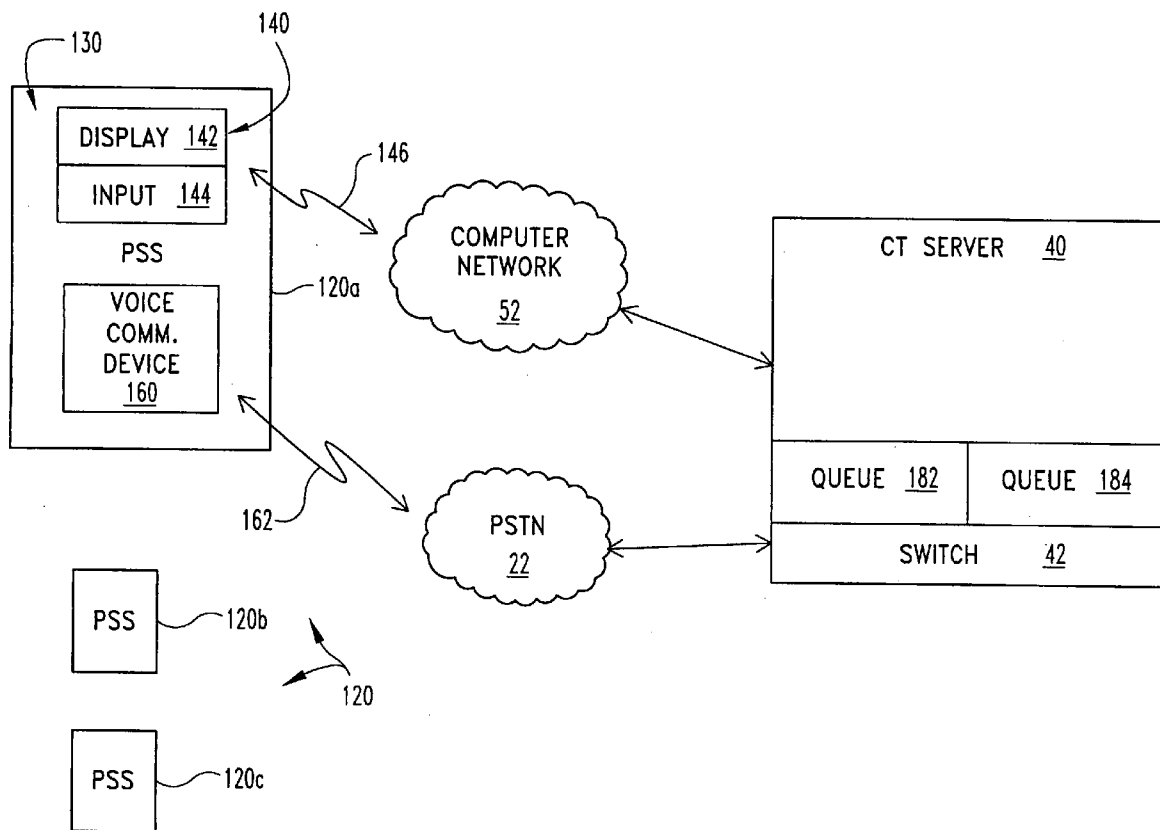 130
140
DISPLAY 142
INPUT 144
PSS
VOICE
COMM.
DEVICE
160
120a
146
COMPUTER
NETWORK
52
CT SERVER 40
QUEUE 182
QUEUE 184
SWITCH 42
162
PSTN
22
PSS
120b
120
PSS
120c